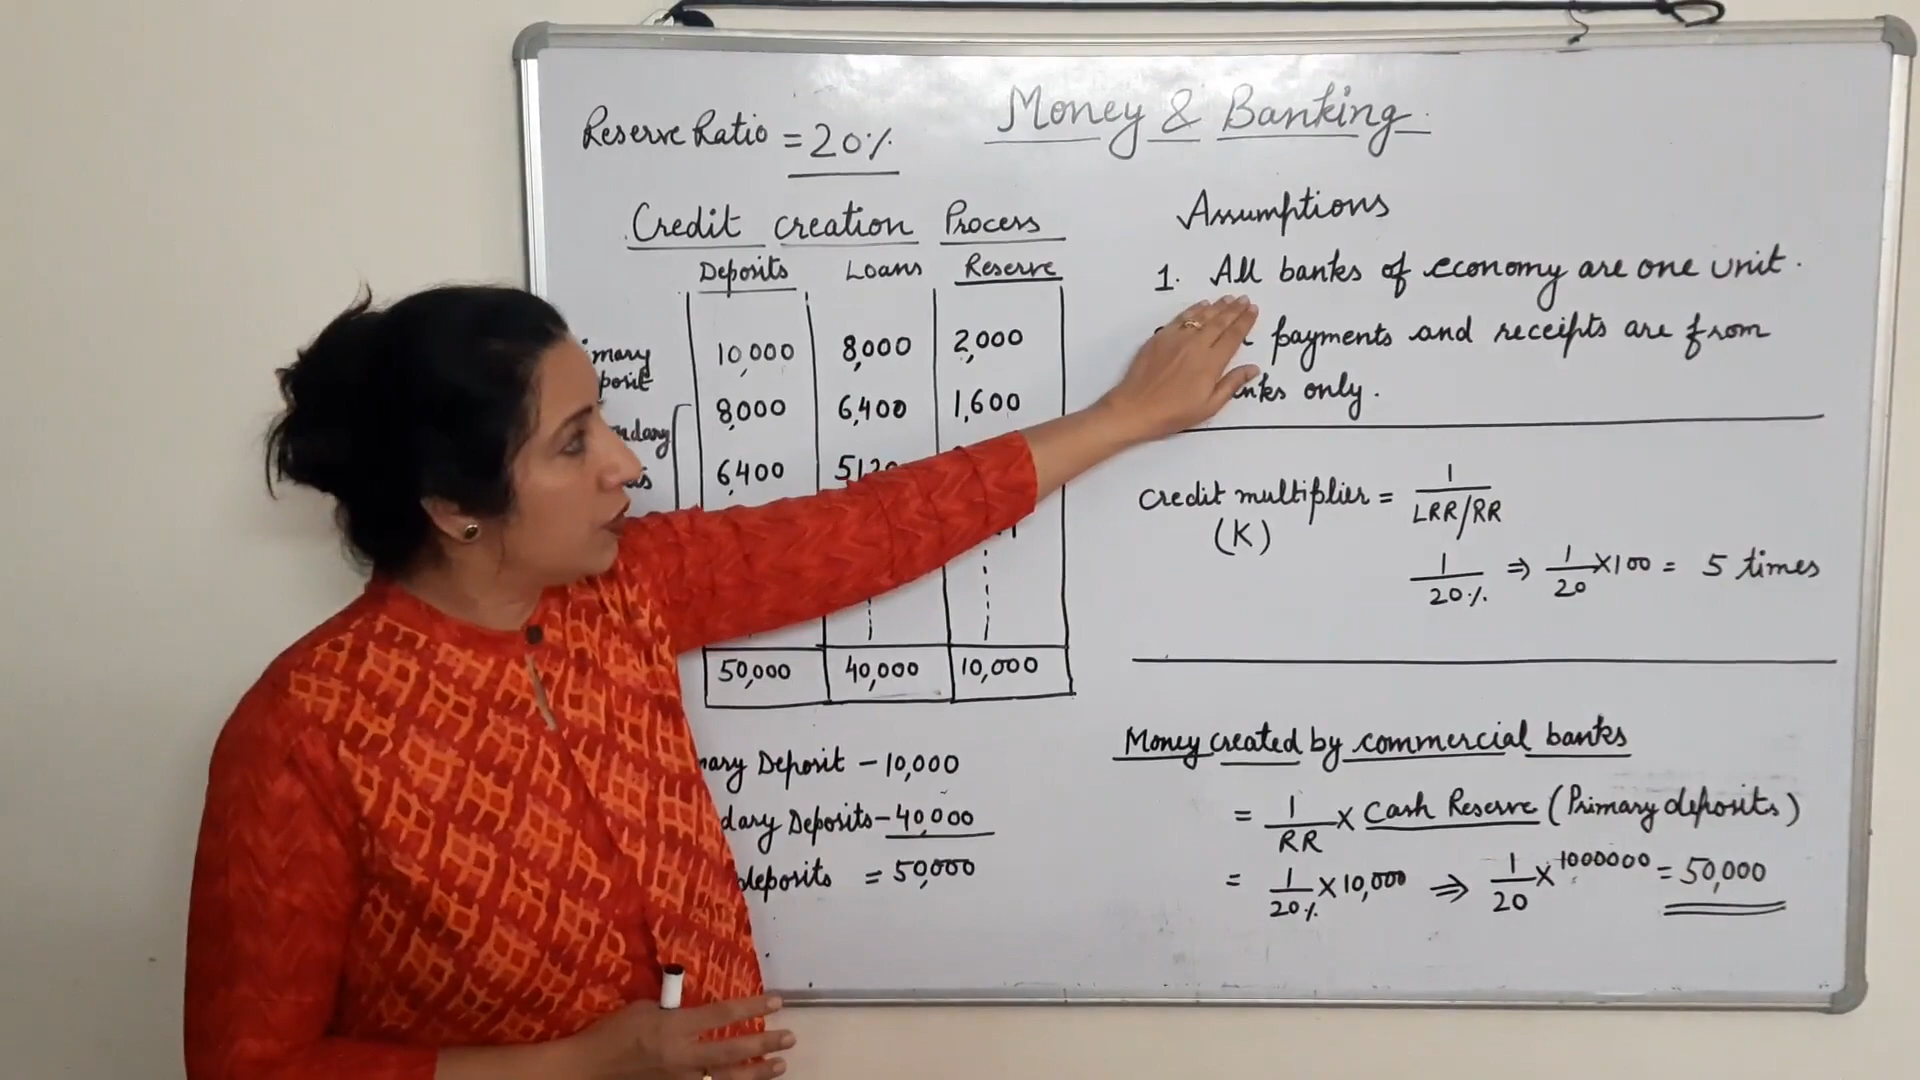 Money & Banking
Reserve Ratio = 20%
Credit creation Process
Deposits Loans Reserve
10,000 8,000 2,000
8,000 6,400 1,600
6,400
50,000 40,000 10,000
Deposit - 10,000
Deposits - 40,000
deposits = 50,000
Assumptions
1. All banks of economy are one unit.
payments and receipts are from
only.
Credit multiplier = 1/LRR/RR
(K)
1/20% ⇒ 1/20 X 100 = 5 times
Money created by commercial banks
= 1/RR X Cash Reserve (Primary deposits)
= 1/20% X 10,000 ⇒ 1/20 X 1000000 = 50,000